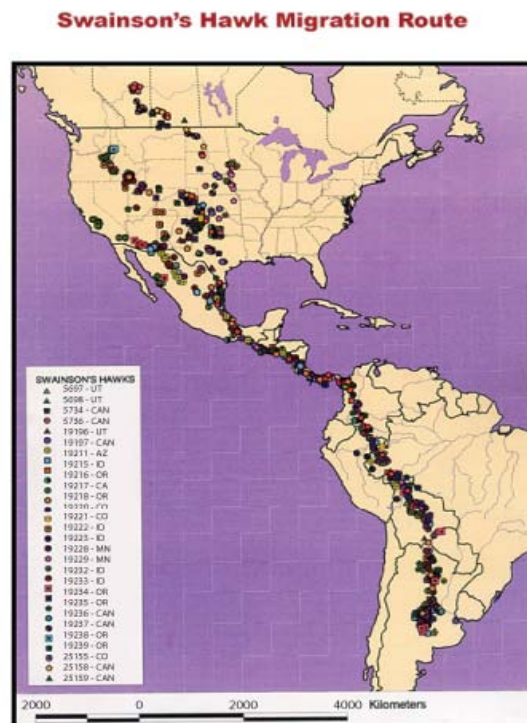 Swainson's Hawk Migration Route
SWAINSON'S HAWKS
5697 - UT
5698 - UT
5734 - CAN
5736 - CAN
19196 - UT
19197 - CAN
19211 - AZ
19215 - ID
19216 - OR
19217 - CA
19218 - OR
19220 - CO
19221 - CO
19222 - ID
19223 - ID
19228 - MN
19229 - MN
19232 - ID
19233 - ID
19234 - OR
19235 - OR
19236 - CAN
19237 - CAN
19238 - OR
19239 - OR
25155 - CO
25158 - CAN
25159 - CAN
2000 0 2000 4000 Kilometers